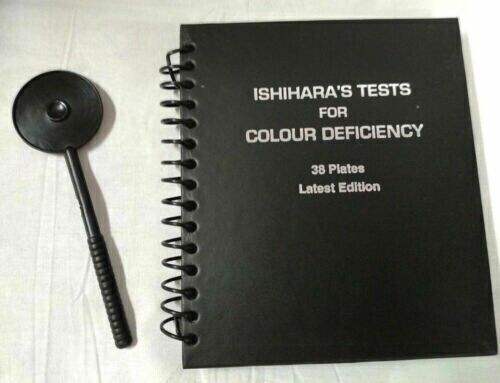 ISHIHARA'S TESTS
FOR
COLOUR DEFICIENCY
38 Plates
Latest Edition